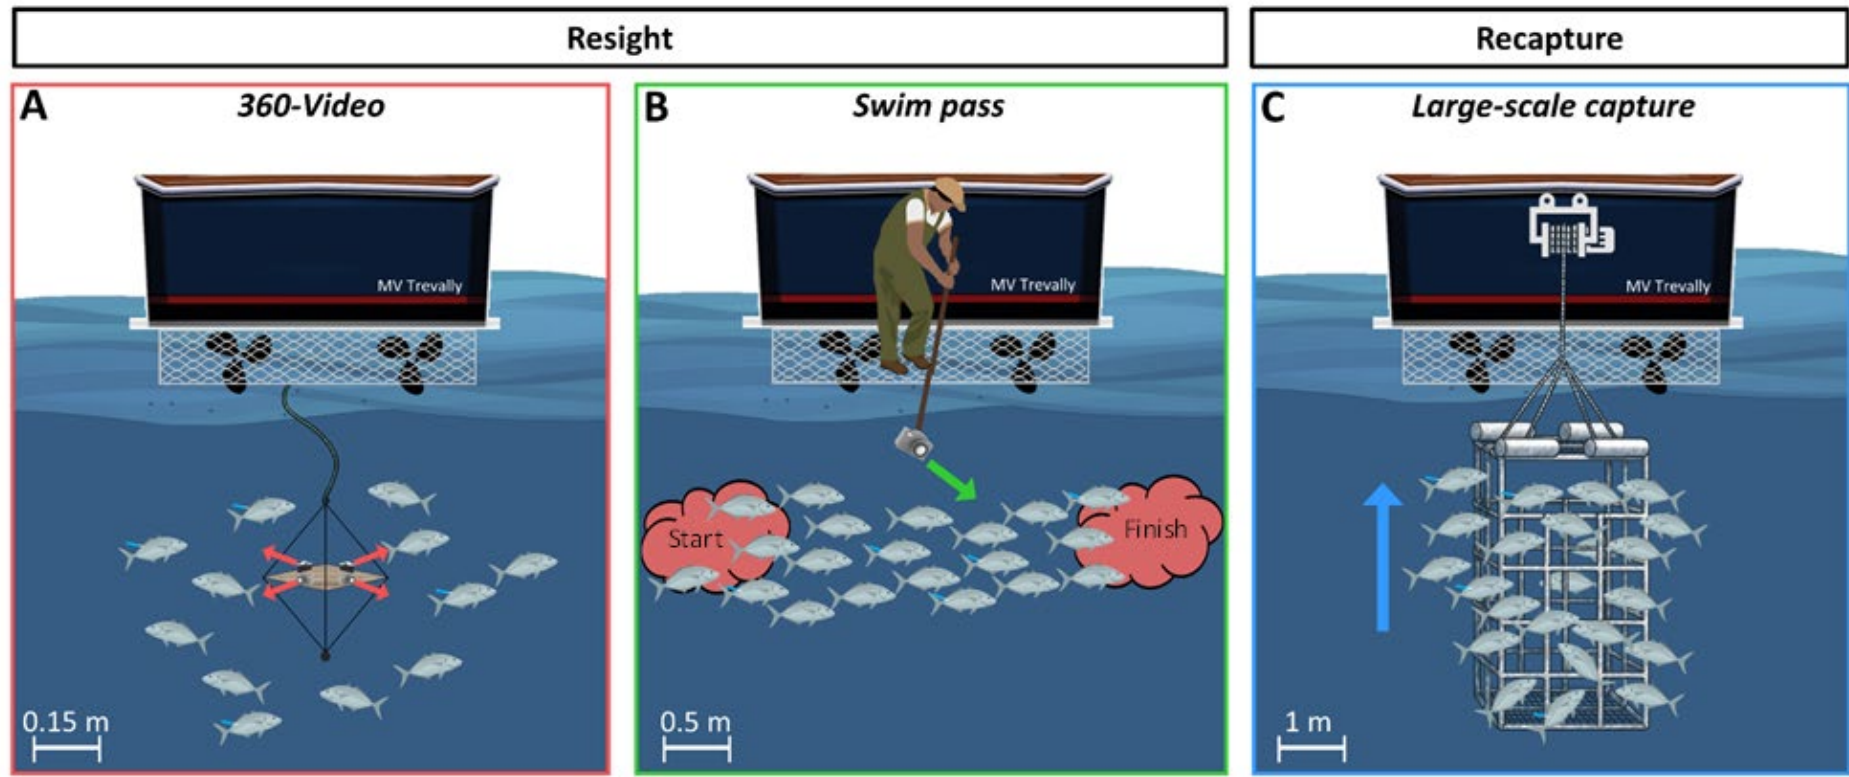 Resight
Recapture
A
360-Video
MV Trevally
0.15 m
B
Swim pass
MV Trevally
Start
Finish
0.5 m
C
Large-scale capture
MV Trevally
1 m